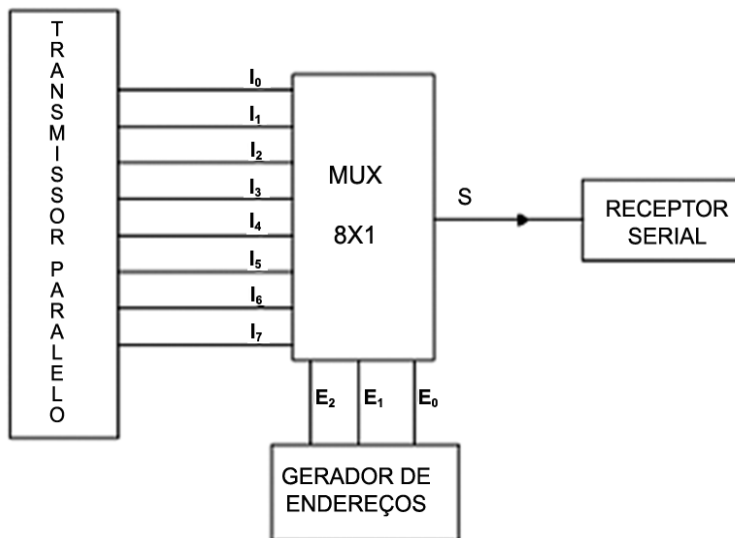 TRANSMISSOR PARALELO
I₀
I₁
I₂
I₃
I₄
I₅
I₆
I₇
MUX
8X1
S
RECEPTOR
SERIAL
E₂ E₁ E₀
GERADOR DE
ENDEREÇOS